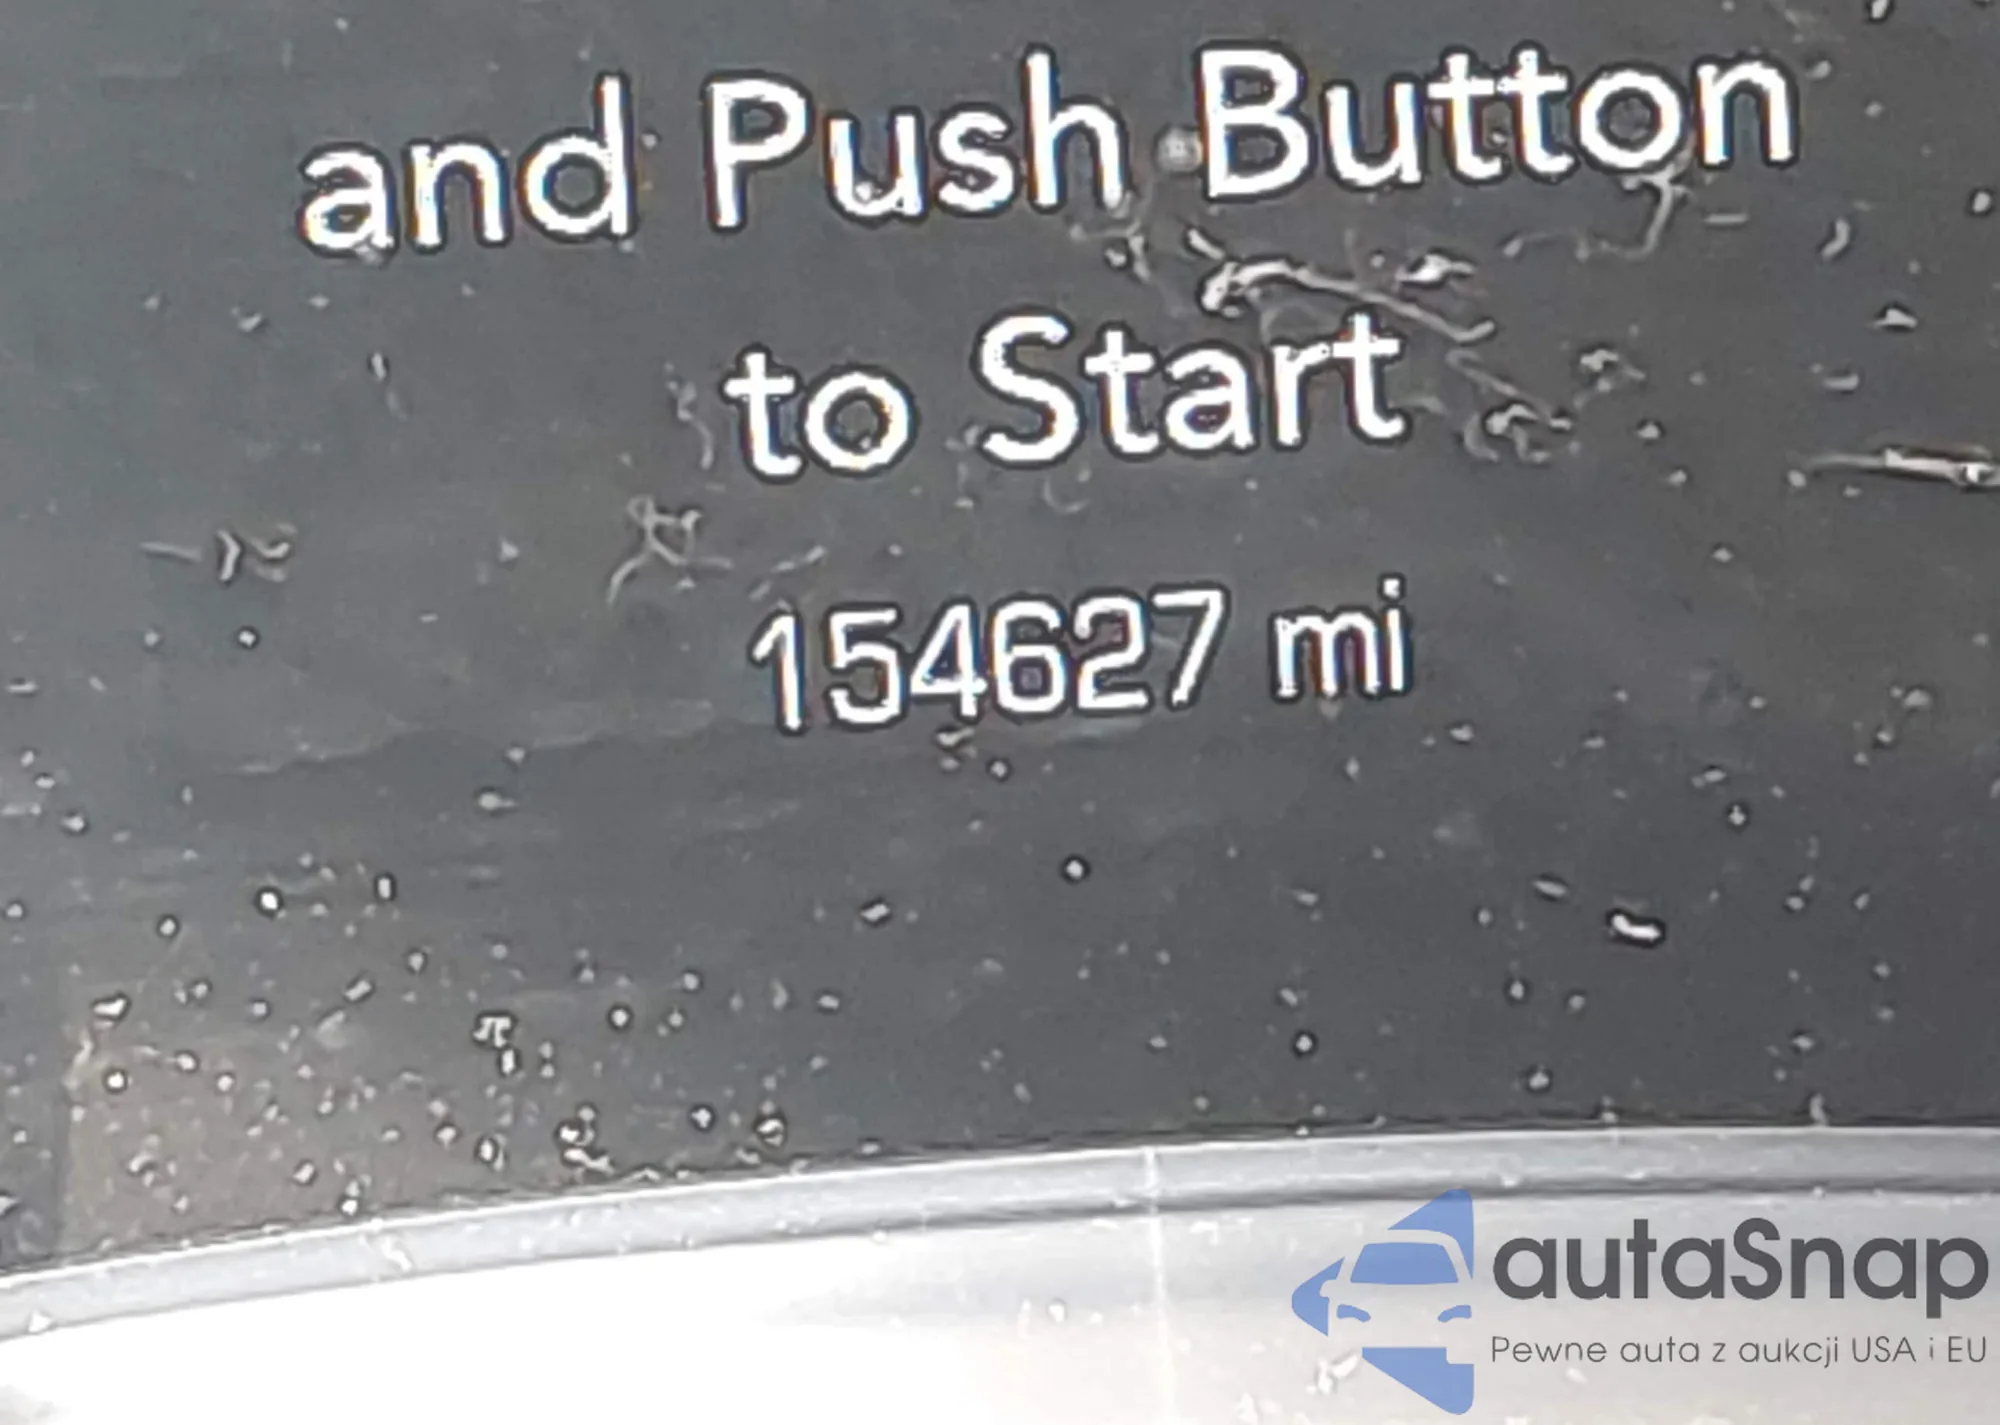 and Push Button
to Start
154627 mi
autaSnap
Pewne auta z aukcji USA i EU